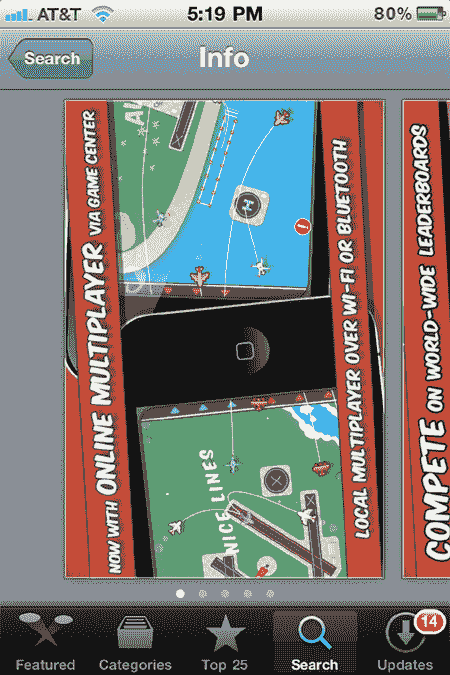 AT&T 5:19 PM 80%
Search Info
NOW WITH ONLINE MULTIPLAYER VIA GAME CENTER
NICE LINES
LOCAL MULTIPLAYER OVER WI-FI OR BLUETOOTH
COMPETE ON WORLD-WIDE LEADERBOARDS
14
Featured Categories Top 25 Search Updates